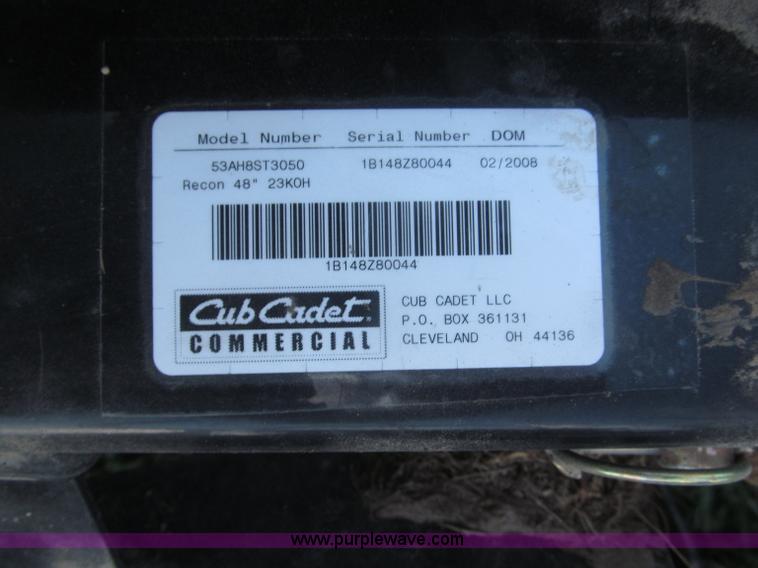 Model Number Serial Number DOM
53AH8ST3050 1B148Z80044 02/2008
Recon 48" 23KOH
1B148Z80044
Cub Cadet
COMMERCIAL
CUB CADET LLC
P.O. BOX 361131
CLEVELAND OH 44136
www.purplewave.com